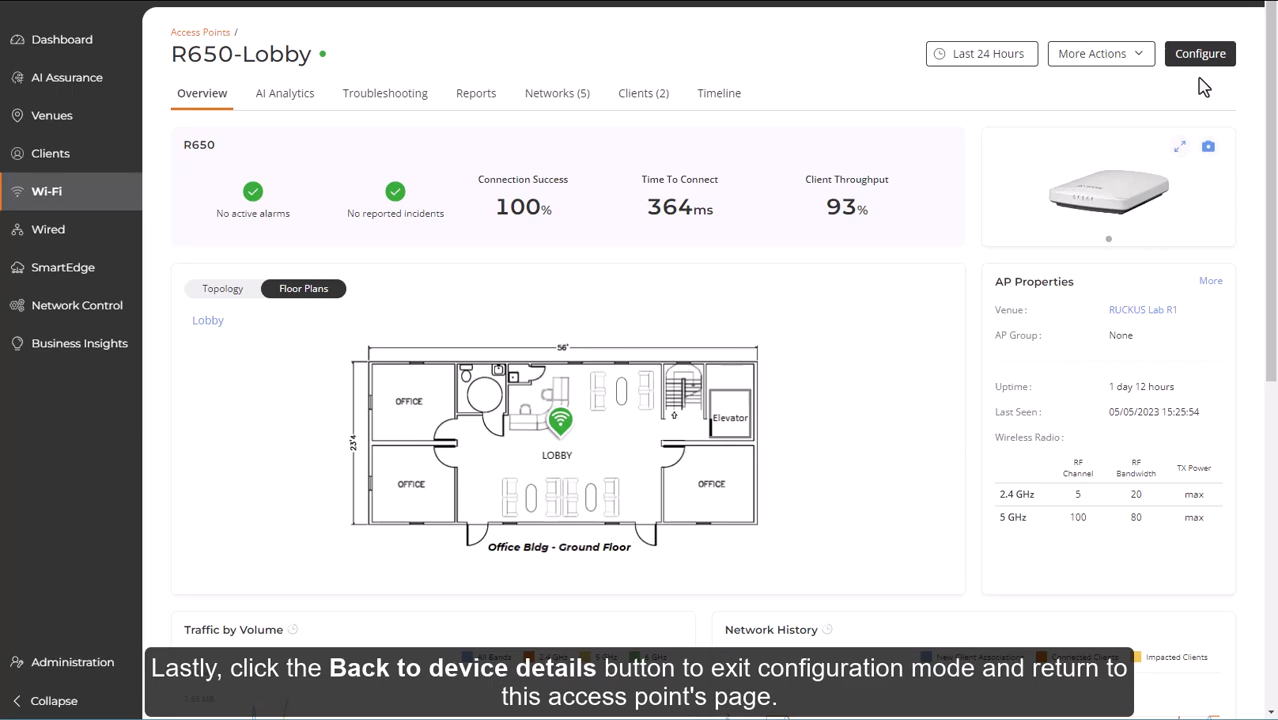 Dashboard
AI Assurance
Venues
Clients
Wi-Fi
Wired
SmartEdge
Network Control
Business Insights
Administration
Collapse
Access Points /
R650-Lobby
Last 24 Hours
More Actions
Configure
Overview
AI Analytics
Troubleshooting
Reports
Networks (5)
Clients (2)
Timeline
R650
No active alarms
No reported incidents
Connection Success
100%
Time To Connect
364ms
Client Throughput
93%
Topology
Floor Plans
Lobby
56'
23'4
OFFICE
Elevator
LOBBY
OFFICE
OFFICE
Office Bldg - Ground Floor
AP Properties
More
Venue :
RUCKUS Lab R1
AP Group :
None
Uptime :
1 day 12 hours
Last Seen :
05/05/2023 15:25:54
Wireless Radio :
RF Channel
RF Bandwidth
TX Power
2.4 GHz 5 20 max
5 GHz 100 80 max
Traffic by Volume
Network History
Impacted Clients
Lastly, click the Back to device details button to exit configuration mode and return to
this access point's page.